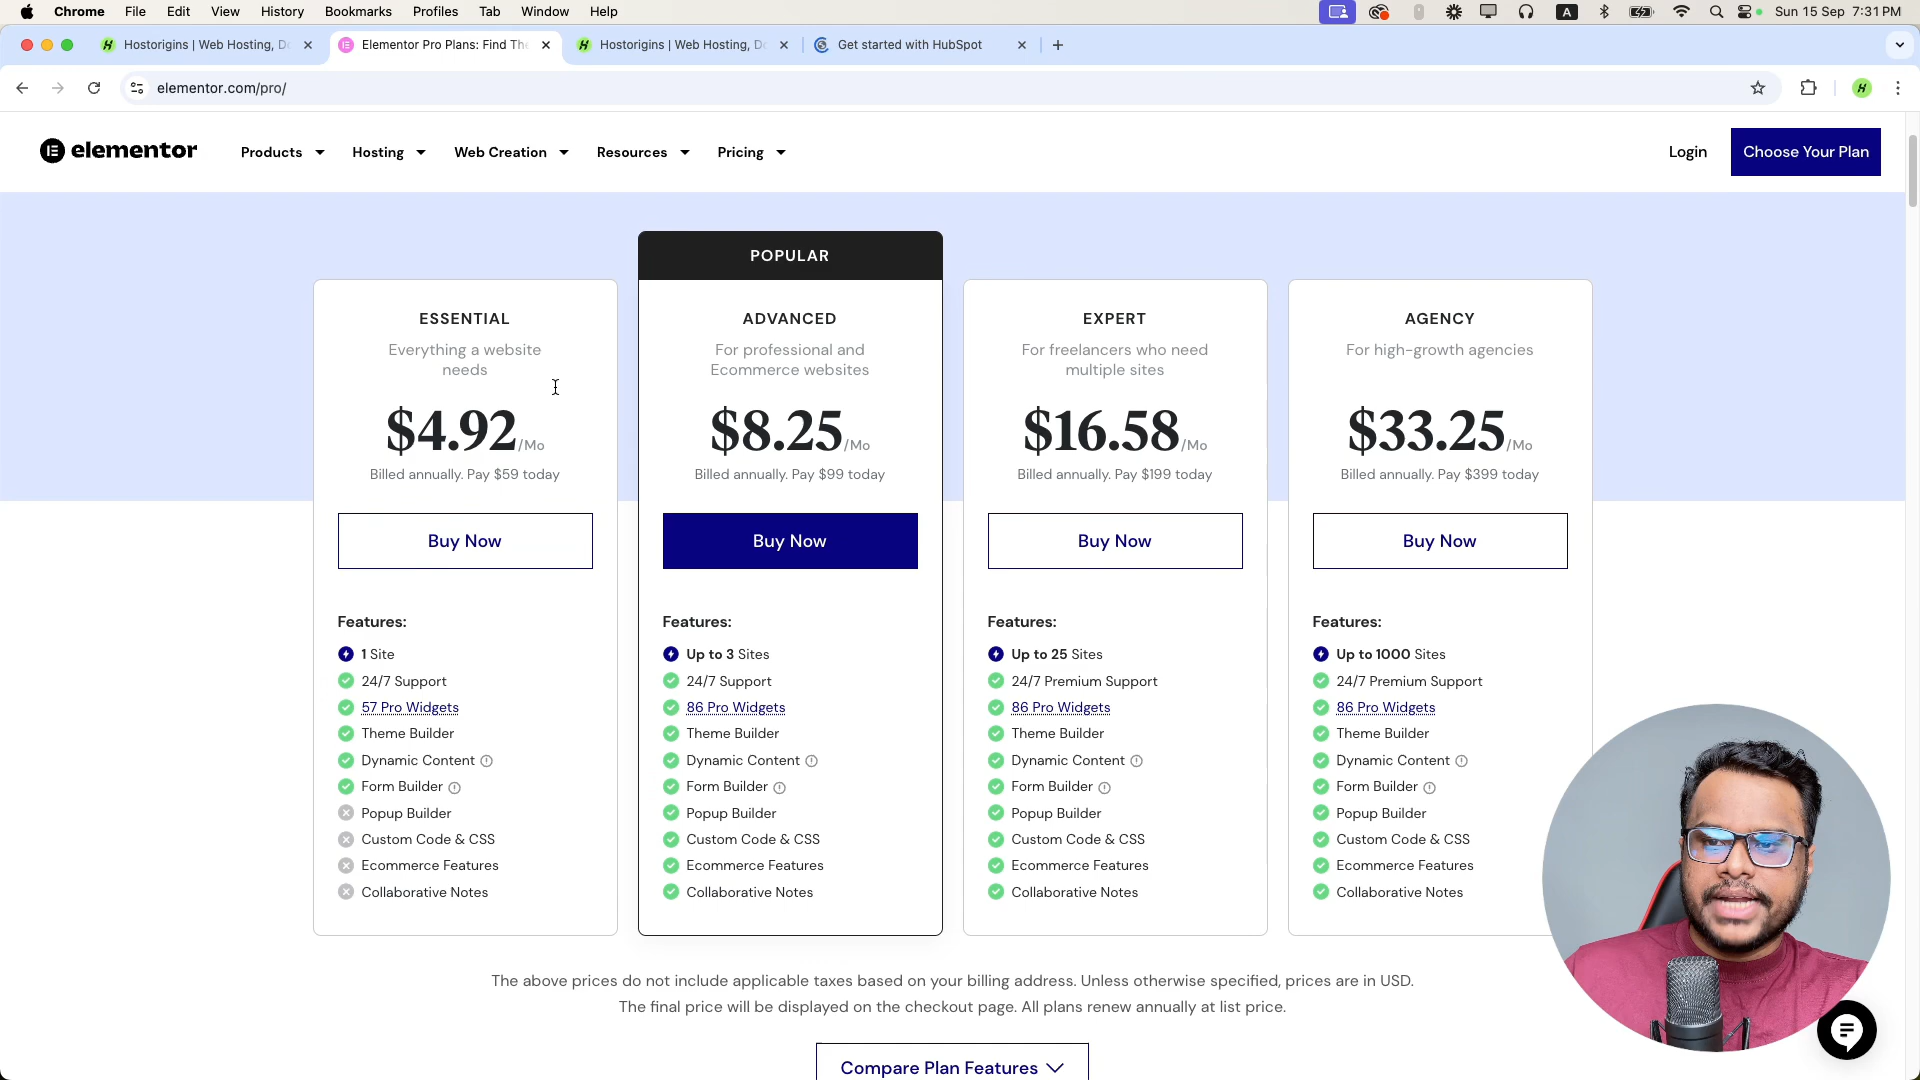 Chrome File Edit View History Bookmarks Profiles Tab Window Help A Sun 15 Sep 7:31 PM
Hostorigins | Web Hosting, Elementor Pro Plans: Find Hostorigins | Web Hosting, Get started with HubSpot
elementor.com/pro/
elementor Products Hosting Web Creation Resources Pricing Login Choose Your Plan
POPULAR
ESSENTIAL
Everything a website
needs
$4.92/Mo
Billed annually. Pay $59 today
Buy Now
Features:
1 Site
24/7 Support
57 Pro Widgets
Theme Builder
Dynamic Content
Form Builder
Popup Builder
Custom Code & CSS
Ecommerce Features
Collaborative Notes
ADVANCED
For professional and
Ecommerce websites
$8.25/Mo
Billed annually. Pay $99 today
Buy Now
Features:
Up to 3 Sites
24/7 Support
86 Pro Widgets
Theme Builder
Dynamic Content
Form Builder
Popup Builder
Custom Code & CSS
Ecommerce Features
Collaborative Notes
EXPERT
For freelancers who need
multiple sites
$16.58/Mo
Billed annually. Pay $199 today
Buy Now
Features:
Up to 25 Sites
24/7 Premium Support
86 Pro Widgets
Theme Builder
Dynamic Content
Form Builder
Popup Builder
Custom Code & CSS
Ecommerce Features
Collaborative Notes
AGENCY
For high-growth agencies
$33.25/Mo
Billed annually. Pay $399 today
Buy Now
Features:
Up to 1000 Sites
24/7 Premium Support
86 Pro Widgets
Theme Builder
Dynamic Content
Form Builder
Popup Builder
Custom Code & CSS
Ecommerce Features
Collaborative Notes
The above prices do not include applicable taxes based on your billing address. Unless otherwise specified, prices are in USD.
The final price will be displayed on the checkout page. All plans renew annually at list price.
Compare Plan Features